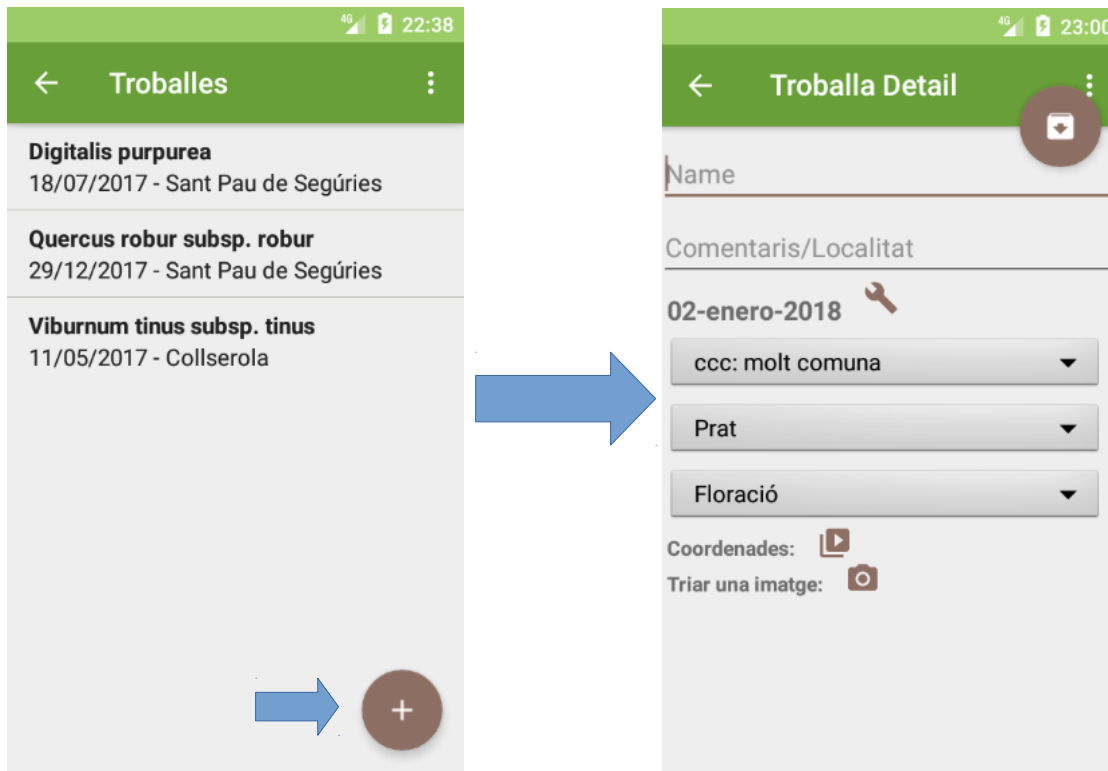 4G 22:38
Troballes
Digitalis purpurea
18/07/2017 - Sant Pau de Segúries
Quercus robur subsp. robur
29/12/2017 - Sant Pau de Segúries
Viburnum tinus subsp. tinus
11/05/2017 - Collserola
+
4G 23:00
Troballa Detail
Name
Comentaris/Localitat
02-enero-2018
ccc: molt comuna
Prat
Floració
Coordenades:
Triar una imatge: